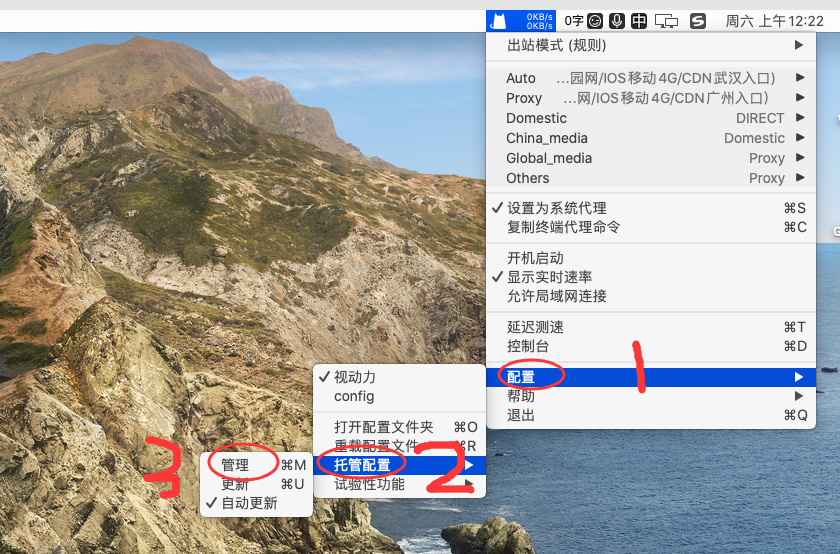 0KB/s
0KB/s
0字 中 S 周六 上午12:22
出站模式 (规则)
Auto …园网/IOS移动4G/CDN武汉入口)
Proxy …网/IOS移动4G/CDN广州入口)
Domestic DIRECT
China_media Domestic
Global_media Proxy
Others Proxy
✓ 设置为系统代理 ⌘S
复制终端代理命令 ⌘C
开机启动
✓ 显示实时速率
允许局域网连接
延迟测速 ⌘T
控制台 ⌘D
配置
帮助
退出 ⌘Q
1
✓ 视动力
config
打开配置文件夹 ⌘O
重载配置文件 ⌘R
托管配置
试验性功能
2
管理 ⌘M
更新 ⌘U
✓ 自动更新
3